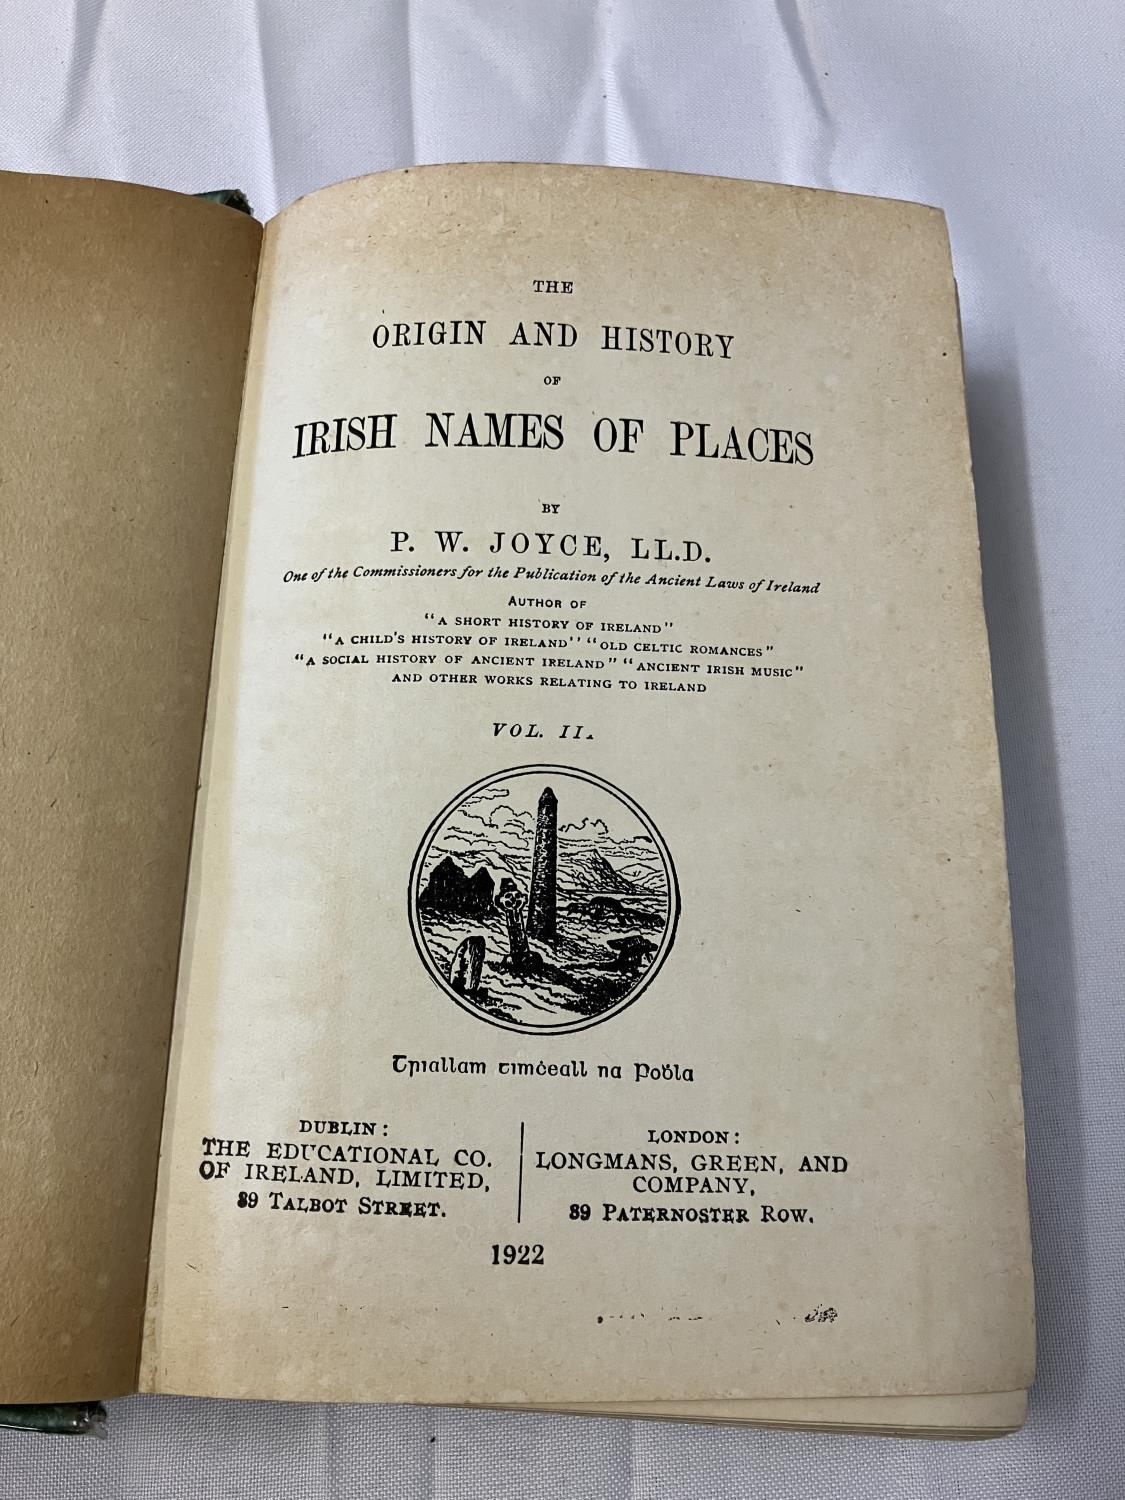 THE
ORIGIN AND HISTORY
OF
IRISH NAMES OF PLACES
BY
P. W. JOYCE, LL.D.
One of the Commissioners for the Publication of the Ancient Laws of Ireland
AUTHOR OF
"A SHORT HISTORY OF IRELAND"
"A CHILD'S HISTORY OF IRELAND" "OLD CELTIC ROMANCES"
"A SOCIAL HISTORY OF ANCIENT IRELAND" "ANCIENT IRISH MUSIC"
AND OTHER WORKS RELATING TO IRELAND
VOL. II.
Triallam timċeall na Foḋla
DUBLIN:
THE EDUCATIONAL CO.
OF IRELAND, LIMITED,
89 TALBOT STREET.
LONDON:
LONGMANS, GREEN, AND
COMPANY,
39 PATERNOSTER ROW.
1922